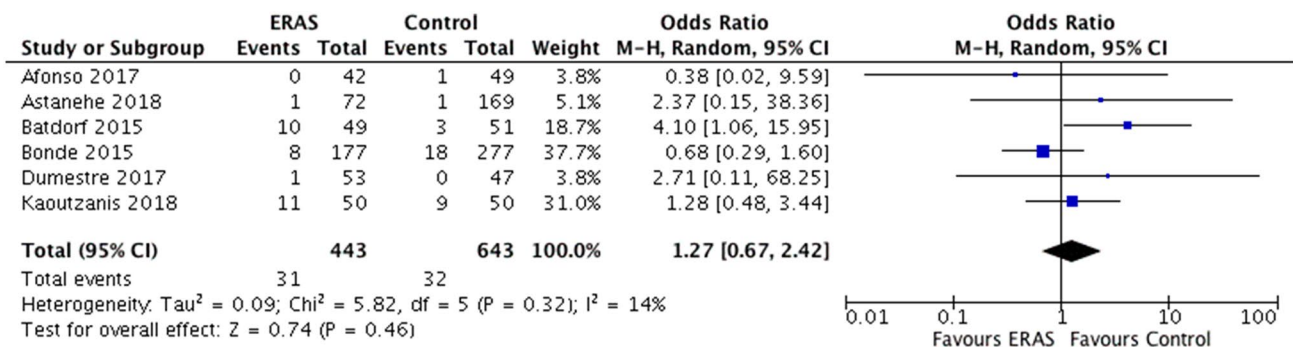 ERAS Control Odds Ratio Odds Ratio
Study or Subgroup Events Total Events Total Weight M-H, Random, 95% CI M-H, Random, 95% CI
Afonso 2017 0 42 1 49 3.8% 0.38 [0.02, 9.59]
Astanehe 2018 1 72 1 169 5.1% 2.37 [0.15, 38.36]
Batdorf 2015 10 49 3 51 18.7% 4.10 [1.06, 15.95]
Bonde 2015 8 177 18 277 37.7% 0.68 [0.29, 1.60]
Dumestre 2017 1 53 0 47 3.8% 2.71 [0.11, 68.25]
Kaoutzanis 2018 11 50 9 50 31.0% 1.28 [0.48, 3.44]
Total (95% CI) 443 643 100.0% 1.27 [0.67, 2.42]
Total events 31 32
Heterogeneity: Tau² = 0.09; Chi² = 5.82, df = 5 (P = 0.32); I² = 14%
Test for overall effect: Z = 0.74 (P = 0.46)
0.01 0.1 1 10 100
Favours ERAS Favours Control